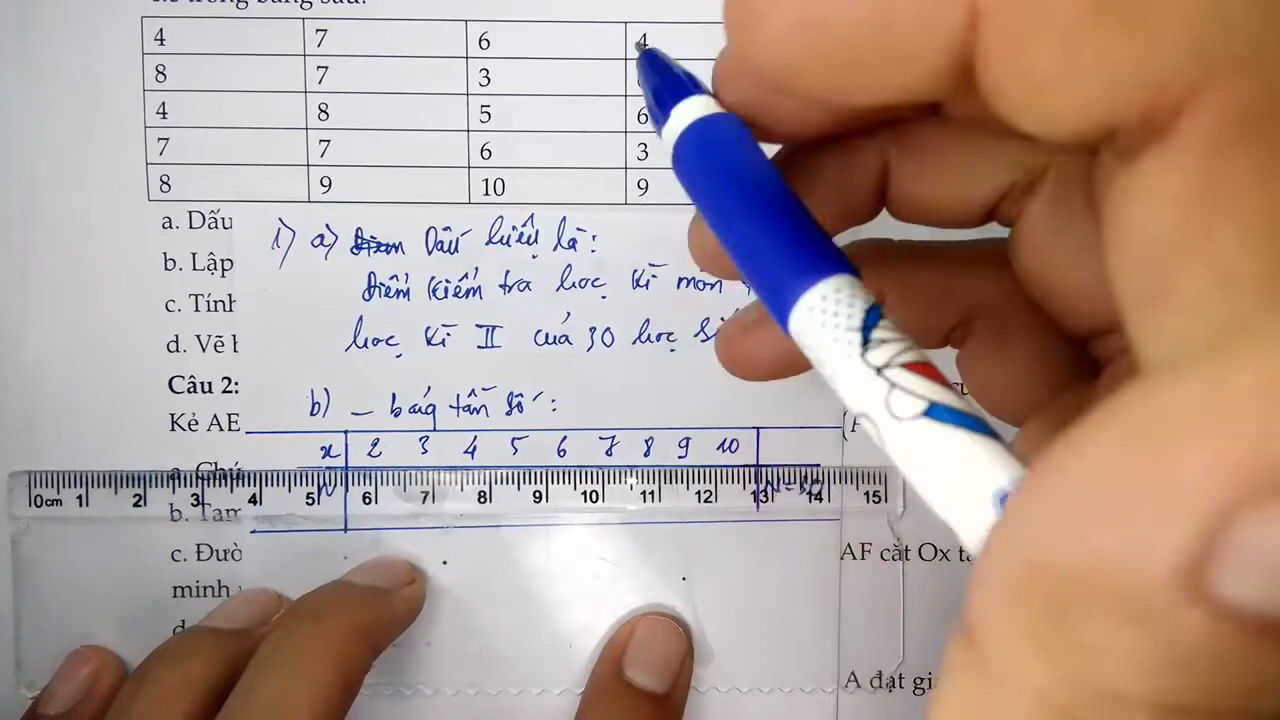 4 7 6 4
8 7 3
4 8 5 6
7 7 6 3
8 9 10 9
a. Dấu
b. Lập
c. Tính
d. Vẽ
Câu 2:
Kẻ AE
1) a) Dấu hiệu là:
Điểm kiểm tra học kì môn
học kì II của 30 học
b) - bảg tần số:
x 2 3 4 5 6 7 8 9 10
N N=30
0cm 1 2 3 4 5 6 7 8 9 10 11 12 13 14 15
a. Chứ
b. Tam
c. Đườ
AF cắt Ox
minh
A đạt